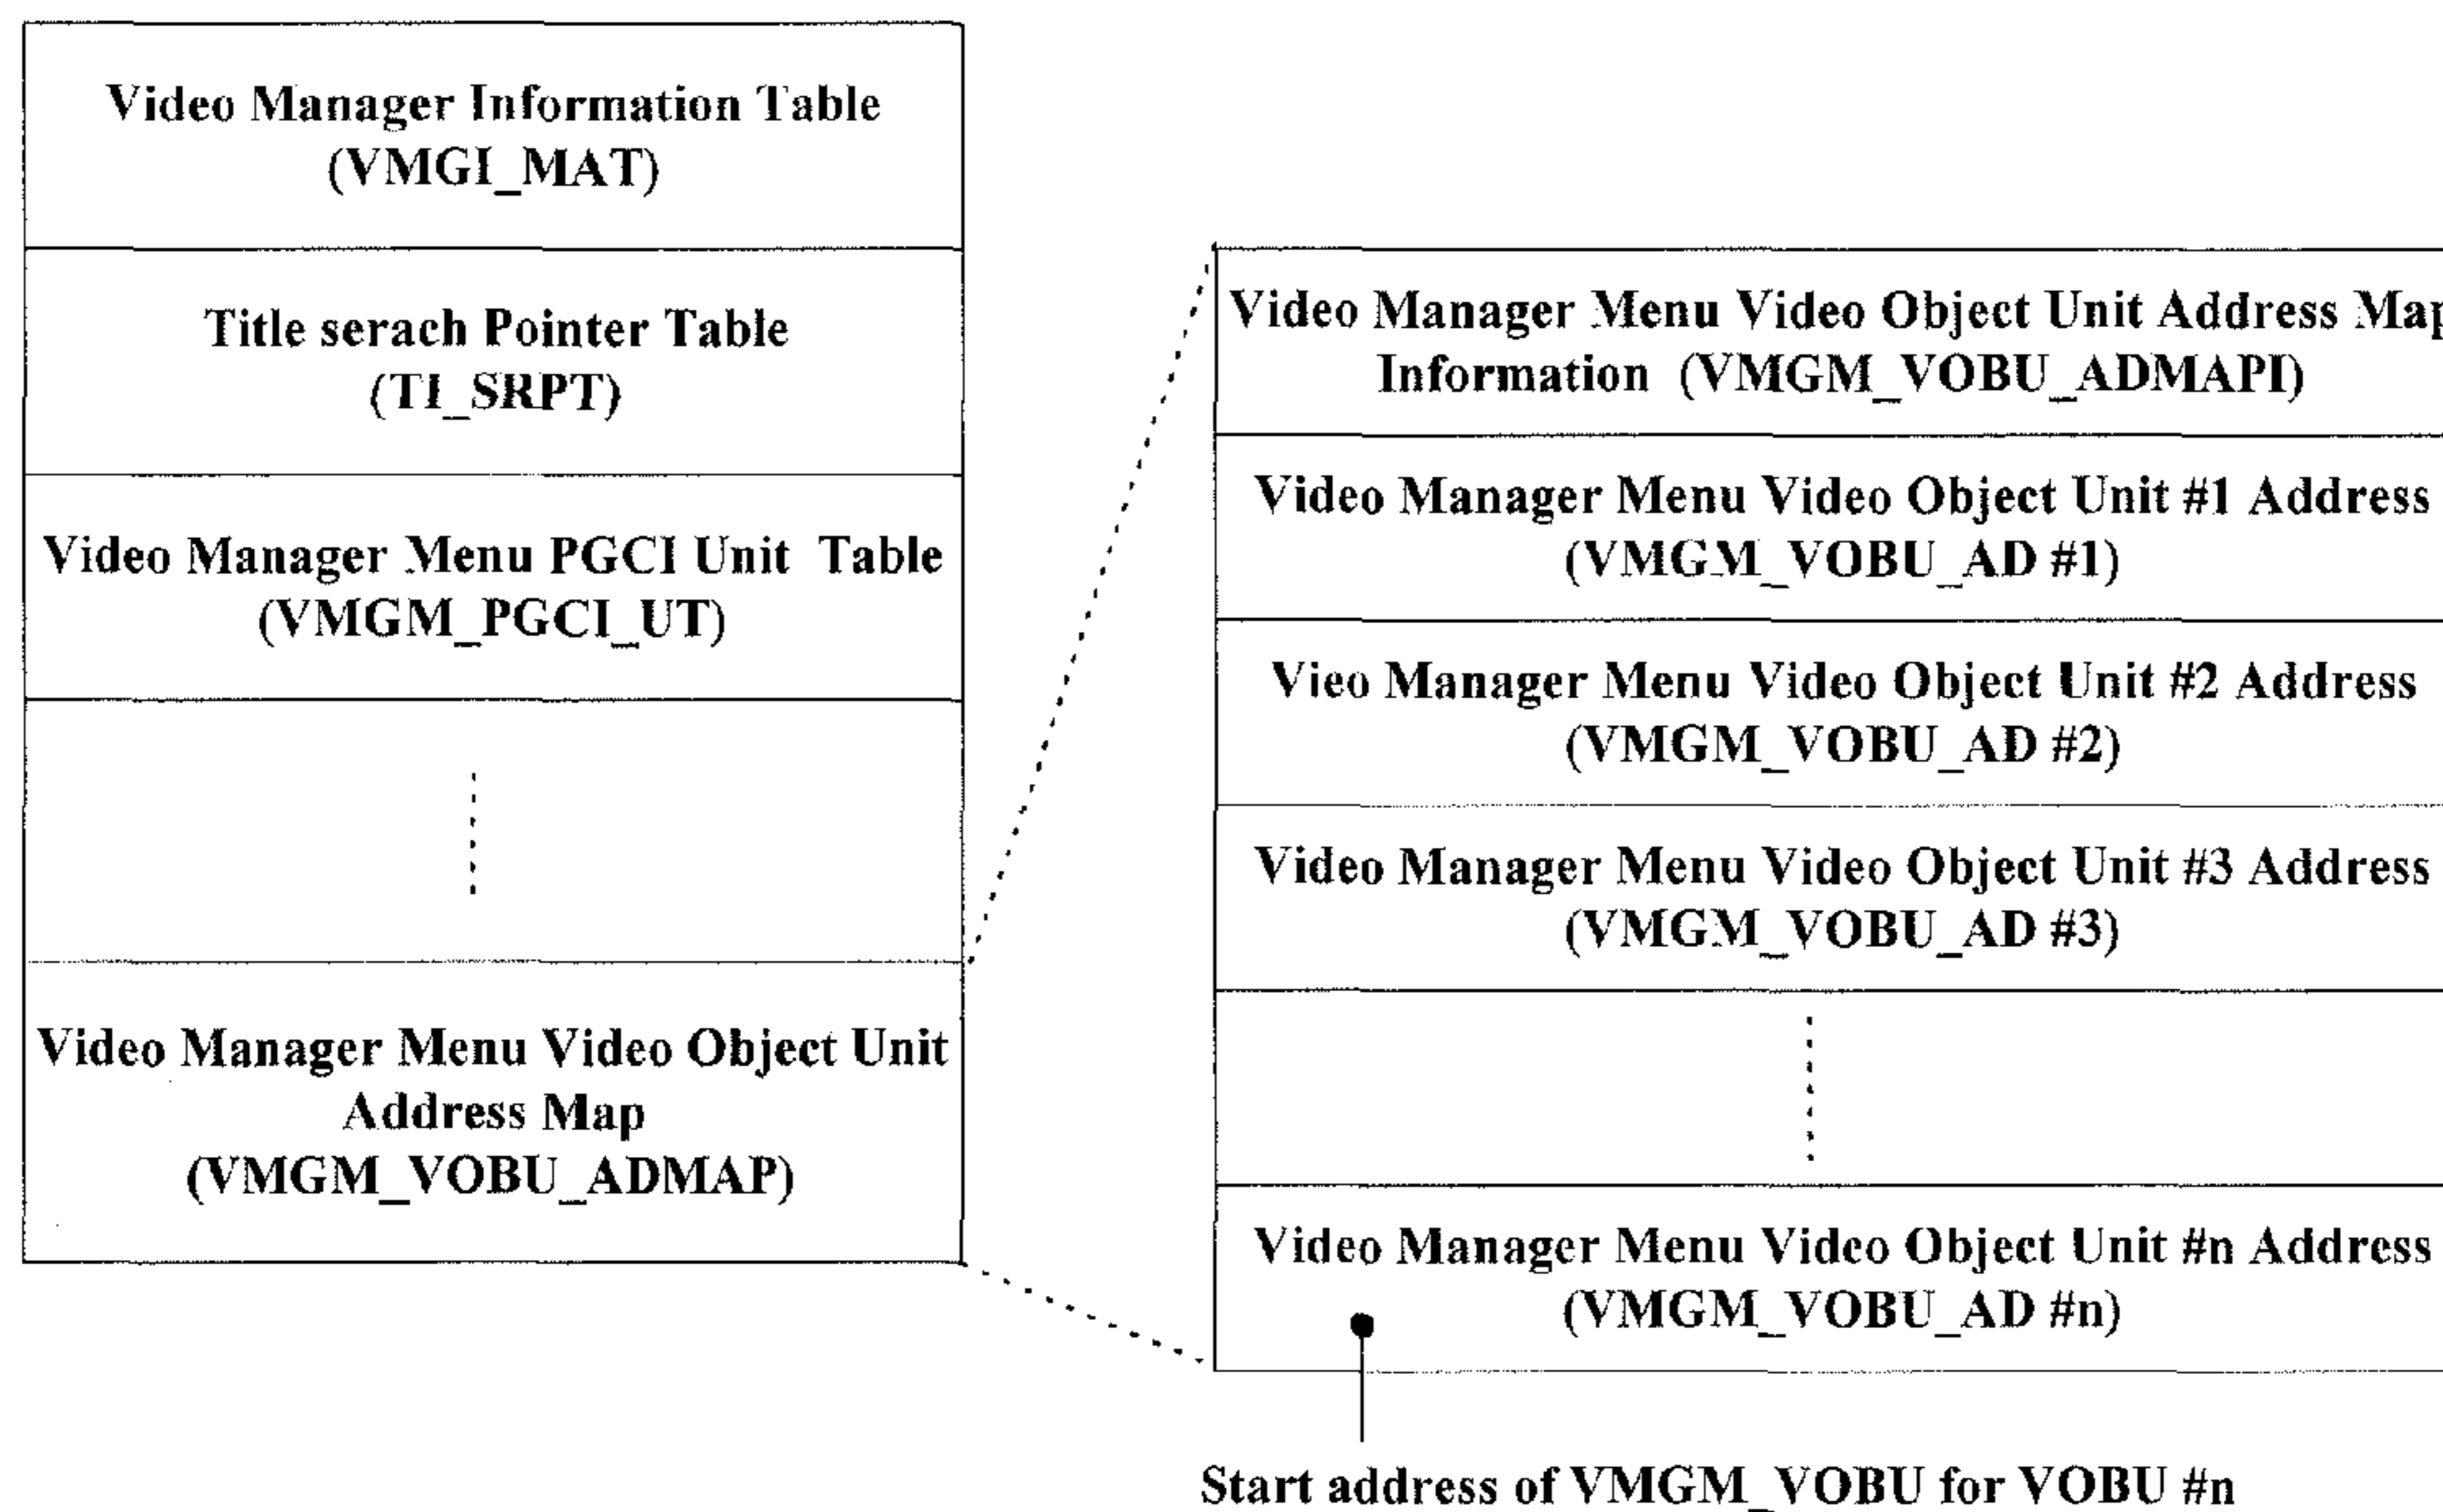 Video Manager Information Table
(VMGI_MAT)
Title serach Pointer Table
(TI_SRPT)
Video Manager Menu PGCI Unit Table
(VMGM_PGCI_UT)
Video Manager Menu Video Object Unit
Address Map
(VMGM_VOBU_ADMAP)
Video Manager Menu Video Object Unit Address Map
Information (VMGM_VOBU_ADMAPI)
Video Manager Menu Video Object Unit #1 Address
(VMGM_VOBU_AD #1)
Vieo Manager Menu Video Object Unit #2 Address
(VMGM_VOBU_AD #2)
Video Manager Menu Video Object Unit #3 Address
(VMGM_VOBU_AD #3)
Video Manager Menu Video Object Unit #n Address
(VMGM_VOBU_AD #n)
Start address of VMGM_VOBU for VOBU #n